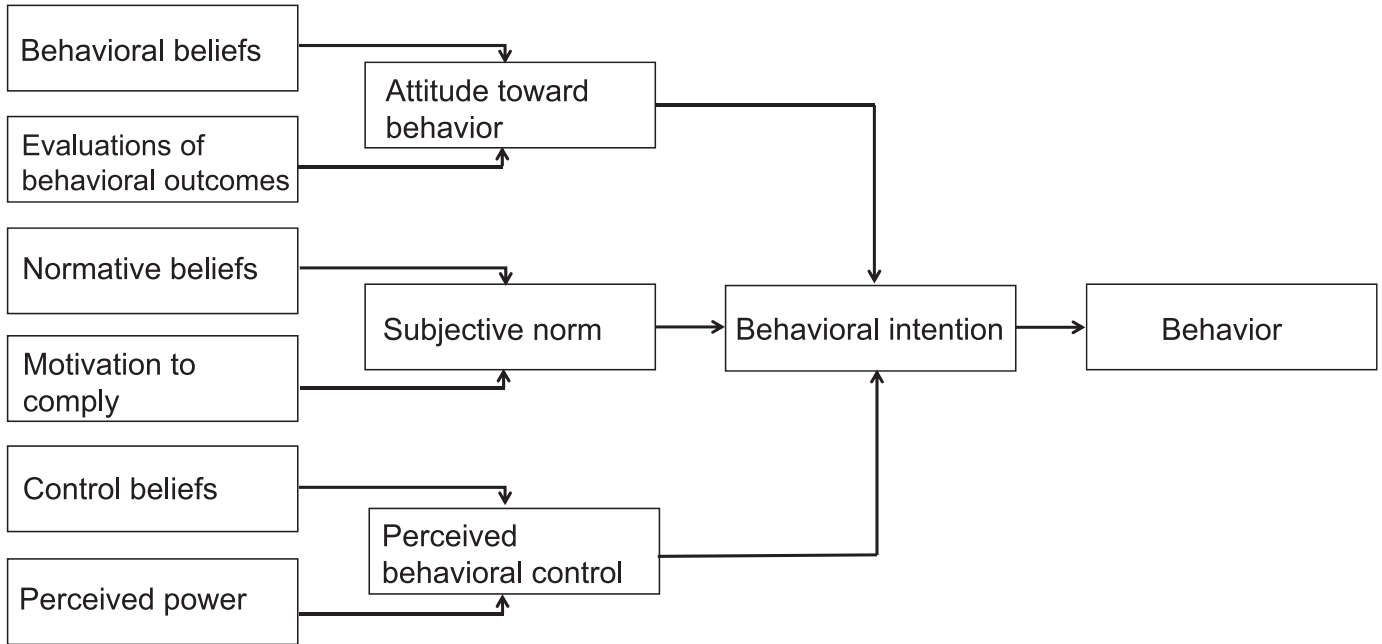 Behavioral beliefs
Attitude toward
behavior
Evaluations of
behavioral outcomes
Normative beliefs
Subjective norm
Behavioral intention
Behavior
Motivation to
comply
Control beliefs
Perceived
behavioral control
Perceived power